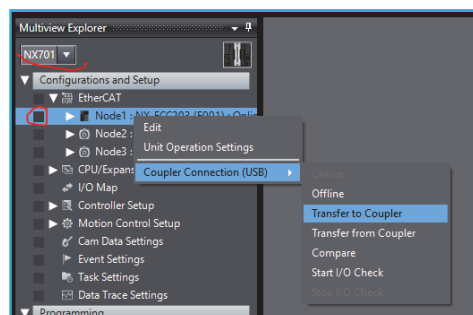 Multiview Explorer
NX701
Configurations and Setup
EtherCAT
Node1 : NX-ECC203 (E001) : Onlin
Node2 :
Node3 :
CPU/Expans
I/O Map
Controller Setup
Motion Control Setup
Cam Data Settings
Event Settings
Task Settings
Data Trace Settings
Programming
Edit
Unit Operation Settings
Coupler Connection (USB)
Online
Offline
Transfer to Coupler
Transfer from Coupler
Compare
Start I/O Check
Stop I/O Check